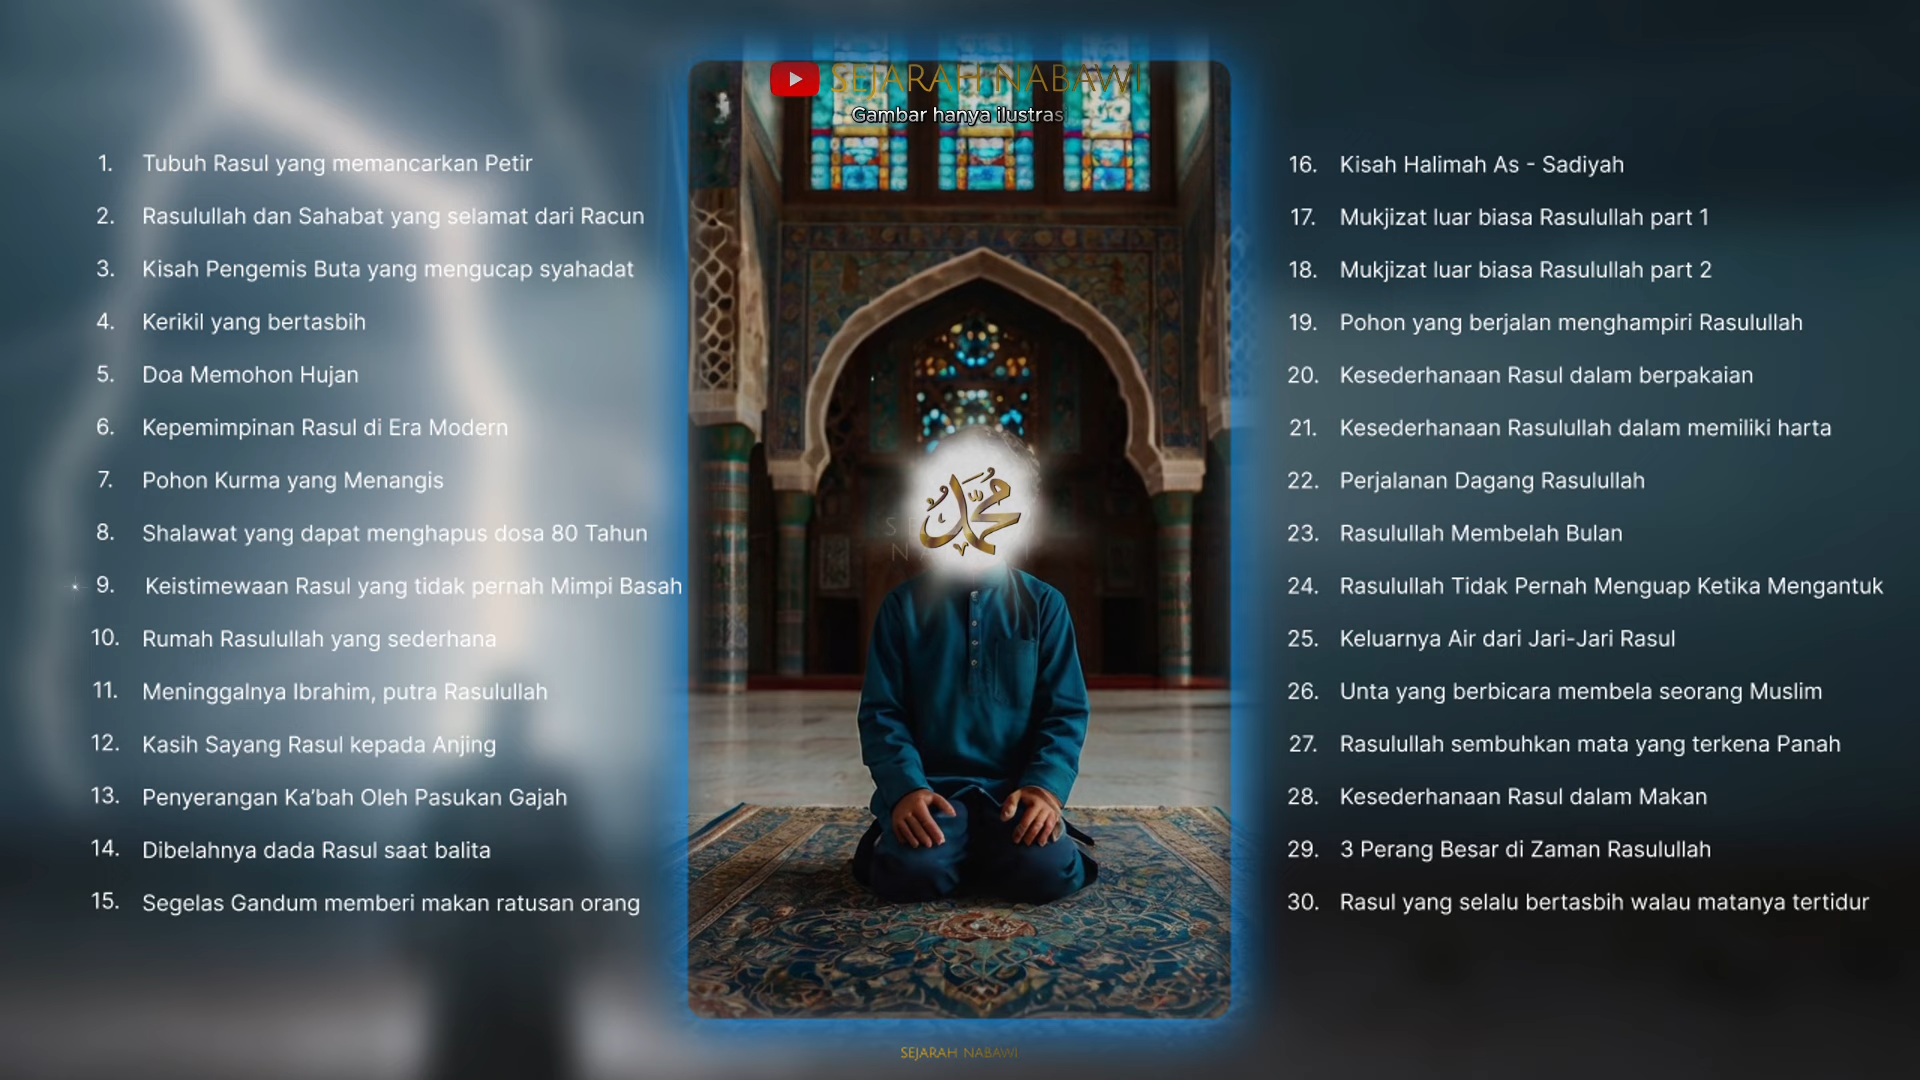 SEJARAH NABAWI
Gambar hanya ilustras
1. Tubuh Rasul yang memancarkan Petir
2. Rasulullah dan Sahabat yang selamat dari Racun
3. Kisah Pengemis Buta yang mengucap syahadat
4. Kerikil yang bertasbih
5. Doa Memohon Hujan
6. Kepemimpinan Rasul di Era Modern
7. Pohon Kurma yang Menangis
8. Shalawat yang dapat menghapus dosa 80 Tahun
9. Keistimewaan Rasul yang tidak pernah Mimpi Basah
10. Rumah Rasulullah yang sederhana
11. Meninggalnya Ibrahim, putra Rasulullah
12. Kasih Sayang Rasul kepada Anjing
13. Penyerangan Ka’bah Oleh Pasukan Gajah
14. Dibelahnya dada Rasul saat balita
15. Segelas Gandum memberi makan ratusan orang
محمد
16. Kisah Halimah As - Sadiyah
17. Mukjizat luar biasa Rasulullah part 1
18. Mukjizat luar biasa Rasulullah part 2
19. Pohon yang berjalan menghampiri Rasulullah
20. Kesederhanaan Rasul dalam berpakaian
21. Kesederhanaan Rasulullah dalam memiliki harta
22. Perjalanan Dagang Rasulullah
23. Rasulullah Membelah Bulan
24. Rasulullah Tidak Pernah Menguap Ketika Mengantuk
25. Keluarnya Air dari Jari-Jari Rasul
26. Unta yang berbicara membela seorang Muslim
27. Rasulullah sembuhkan mata yang terkena Panah
28. Kesederhanaan Rasul dalam Makan
29. 3 Perang Besar di Zaman Rasulullah
30. Rasul yang selalu bertasbih walau matanya tertidur
SEJARAH NABAWI